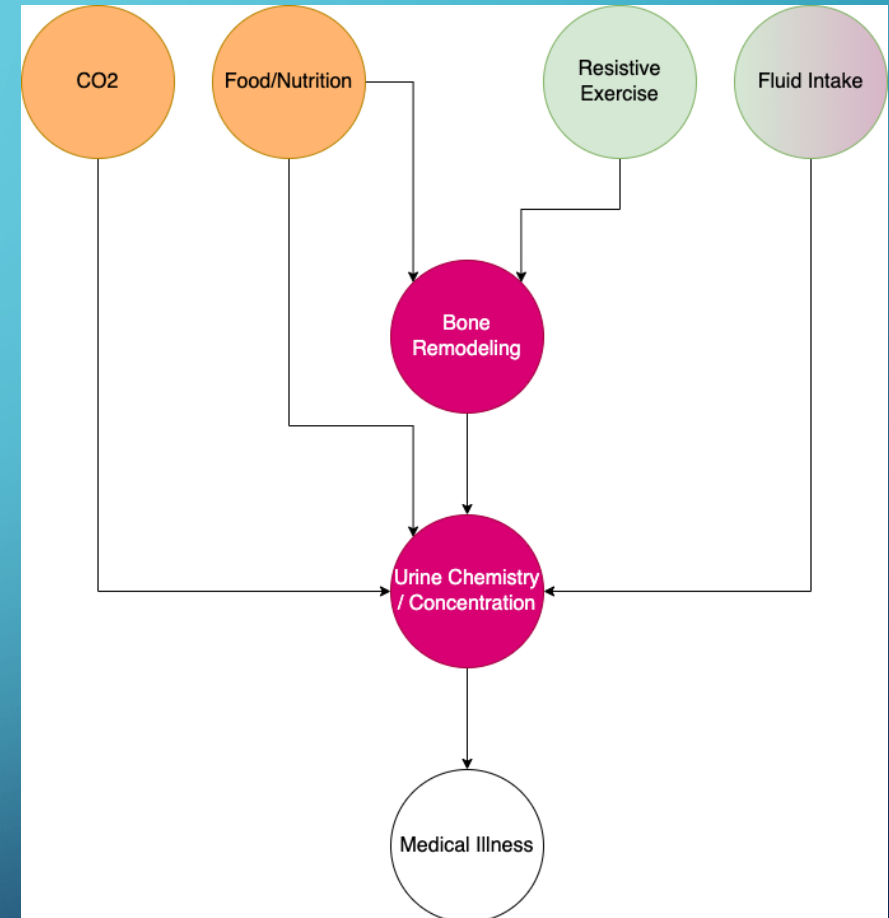 CO2
Food/Nutrition
Resistive
Exercise
Fluid Intake
Bone
Remodeling
Urine Chemistry
/ Concentration
Medical Illness